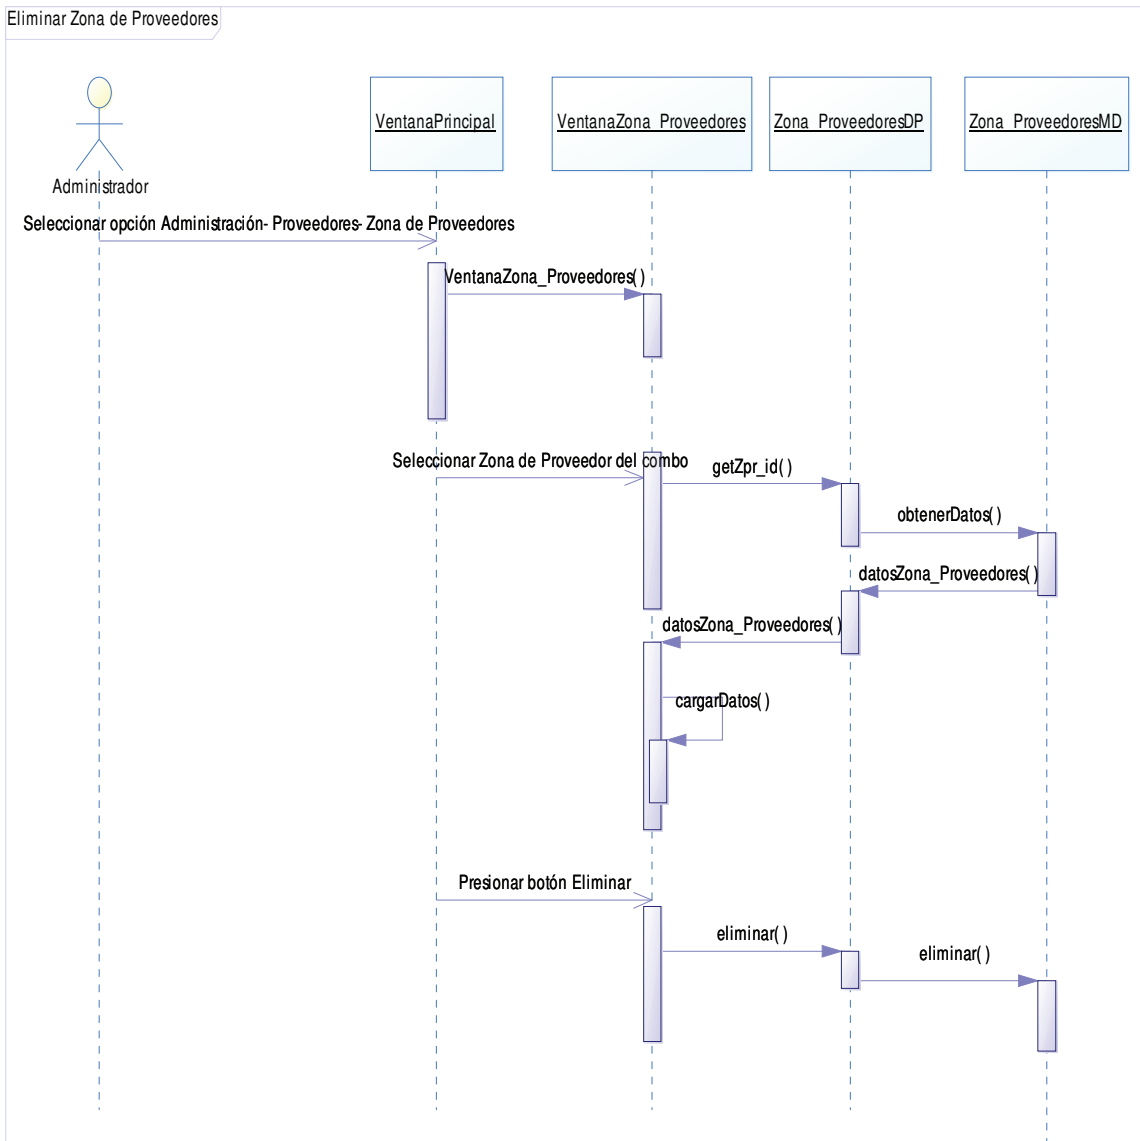 Eliminar Zona de Proveedores
VentanaPrincipal
VentanaZona_Proveedores
Zona_ProveedoresDP
Zona_ProveedoresMD
Administrador
Seleccionar opción Administración- Proveedores- Zona de Proveedores
VentanaZona_Proveedores( )
Seleccionar Zona de Proveedor del combo
getZpr_id( )
obtenerDatos( )
datosZona_Proveedores( )
datosZona_Proveedores( )
cargarDatos( )
Presionar botón Eliminar
eliminar( )
eliminar( )